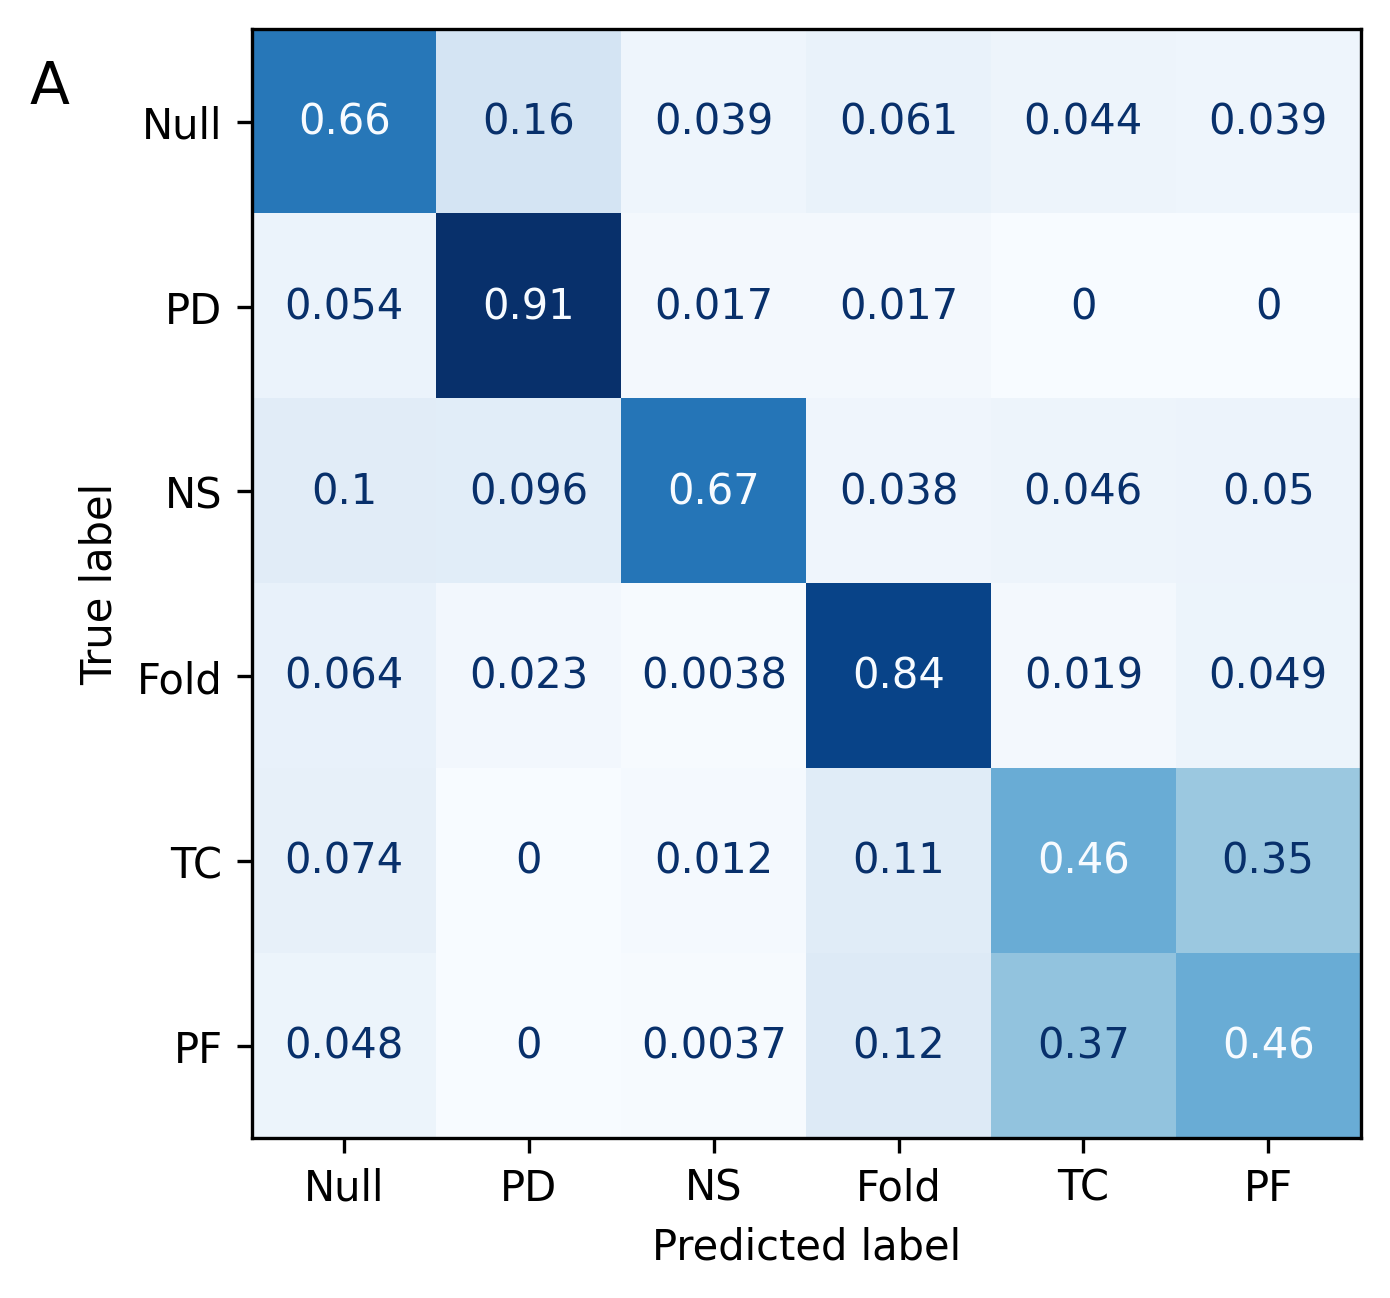 A
Null 0.66 0.16 0.039 0.061 0.044 0.039
PD 0.054 0.91 0.017 0.017 0 0
NS 0.1 0.096 0.67 0.038 0.046 0.05
Fold 0.064 0.023 0.0038 0.84 0.019 0.049
TC 0.074 0 0.012 0.11 0.46 0.35
PF 0.048 0 0.0037 0.12 0.37 0.46
True label
Null PD NS Fold TC PF
Predicted label